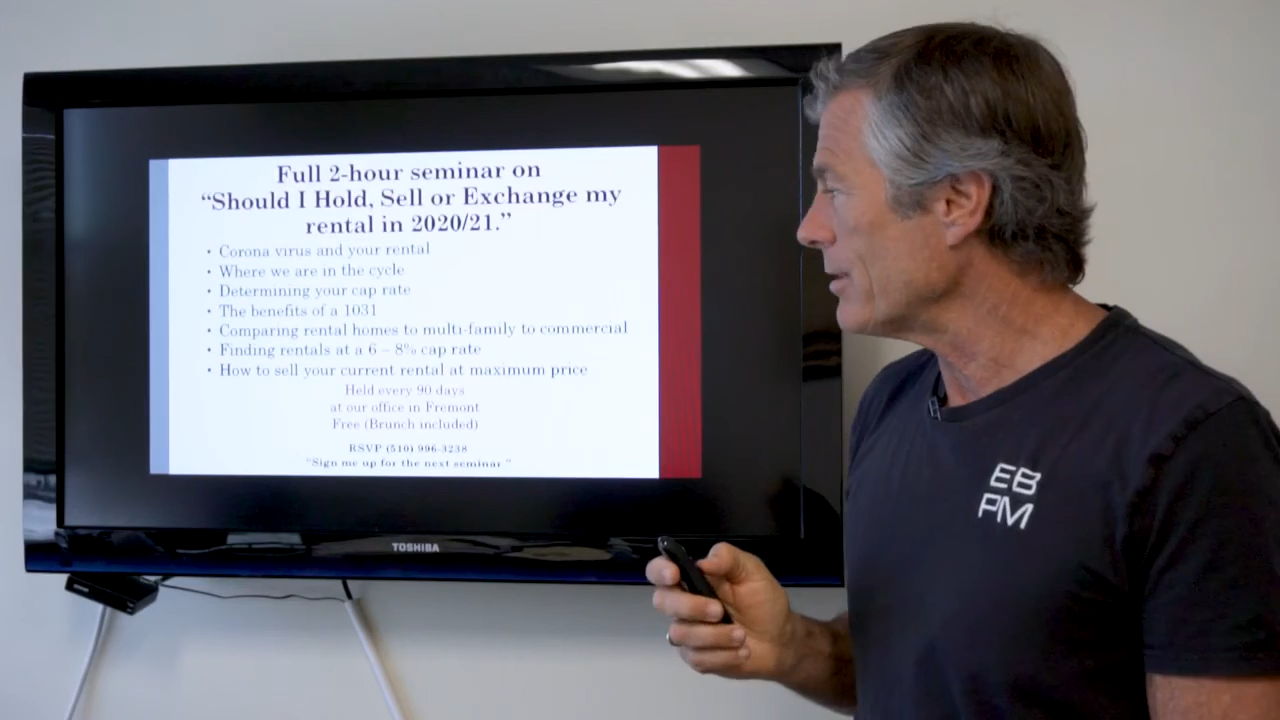 Full 2-hour seminar on
“Should I Hold, Sell or Exchange my
rental in 2020/21.”
• Corona virus and your rental
• Where we are in the cycle
• Determining your cap rate
• The benefits of a 1031
• Comparing rental homes to multi-family to commercial
• Finding rentals at a 6 – 8% cap rate
• How to sell your current rental at maximum price
Held every 90 days
at our office in Fremont
Free (Brunch included)
RSVP (510) 996-3238
"Sign me up for the next seminar "
TOSHIBA
EB
PM